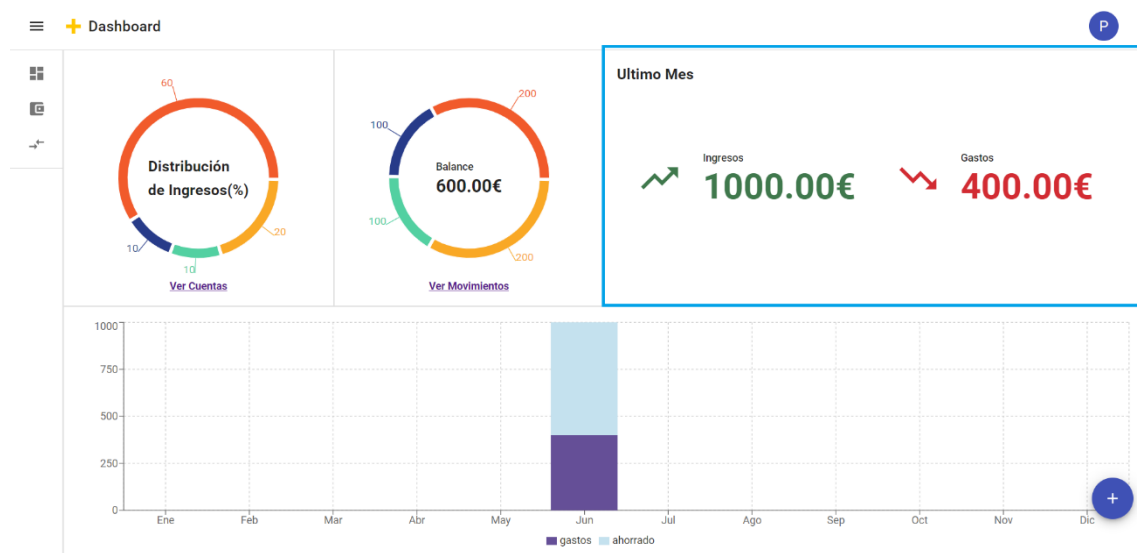 Dashboard
P
60
Distribución
de Ingresos(%)
10
10
20
Ver Cuentas
200
100
Balance
600.00€
100
200
Ver Movimientos
Ultimo Mes
Ingresos
1000.00€
Gastos
400.00€
1000
750
500
250
0
Ene Feb Mar Abr May Jun Jul Ago Sep Oct Nov Dic
gastos ahorrado
+